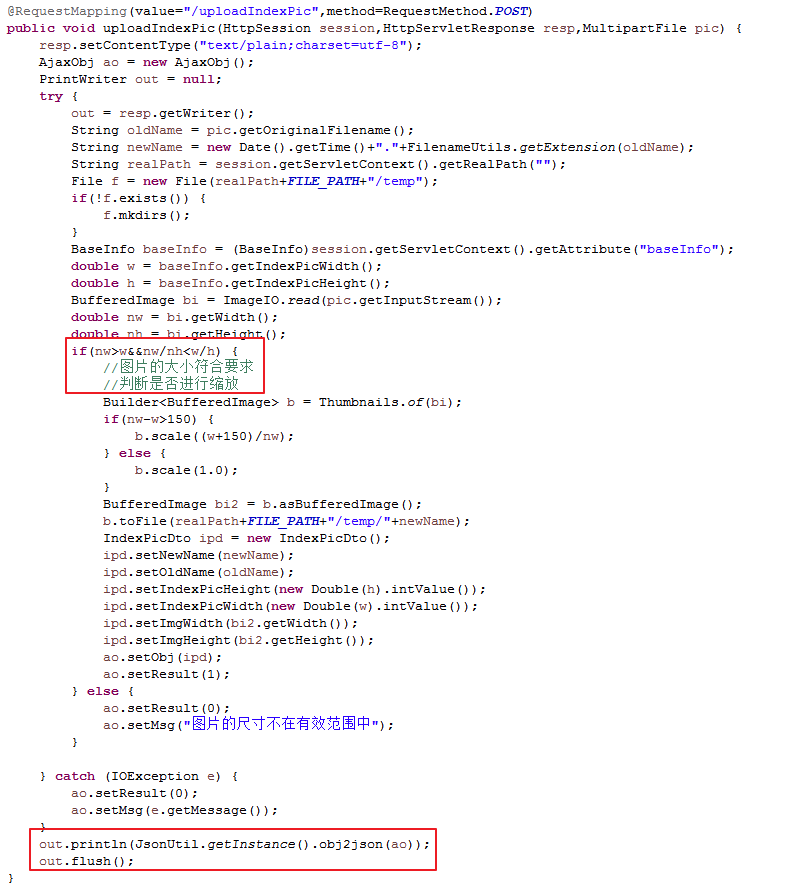 @RequestMapping(value="/uploadIndexPic",method=RequestMethod.POST)
public void uploadIndexPic(HttpSession session,HttpServletResponse resp,MultipartFile pic) {
    resp.setContentType("text/plain;charset=utf-8");
    AjaxObj ao = new AjaxObj();
    PrintWriter out = null;
    try {
        out = resp.getWriter();
        String oldName = pic.getOriginalFilename();
        String newName = new Date().getTime()+"."+FilenameUtils.getExtension(oldName);
        String realPath = session.getServletContext().getRealPath("");
        File f = new File(realPath+FILE_PATH+"/temp");
        if(!f.exists()) {
            f.mkdirs();
        }
        BaseInfo baseInfo = (BaseInfo)session.getServletContext().getAttribute("baseInfo");
        double w = baseInfo.getIndexPicWidth();
        double h = baseInfo.getIndexPicHeight();
        BufferedImage bi = ImageIO.read(pic.getInputStream());
        double nw = bi.getWidth();
        double nh = bi.getHeight();
        if(nw>w&&nw/nh<w/h) {
            //图片的大小符合要求
            //判断是否进行缩放
            Builder<BufferedImage> b = Thumbnails.of(bi);
            if(nw-w>150) {
                b.scale((w+150)/nw);
            } else {
                b.scale(1.0);
            }
            BufferedImage bi2 = b.asBufferedImage();
            b.toFile(realPath+FILE_PATH+"/temp/"+newName);
            IndexPicDto ipd = new IndexPicDto();
            ipd.setNewName(newName);
            ipd.setOldName(oldName);
            ipd.setIndexPicHeight(new Double(h).intValue());
            ipd.setIndexPicWidth(new Double(w).intValue());
            ipd.setImgWidth(bi2.getWidth());
            ipd.setImgHeight(bi2.getHeight());
            ao.setObj(ipd);
            ao.setResult(1);
        } else {
            ao.setResult(0);
            ao.setMsg("图片的尺寸不在有效范围中");
        }

    } catch (IOException e) {
        ao.setResult(0);
        ao.setMsg(e.getMessage());
    }
    out.println(JsonUtil.getInstance().obj2json(ao));
    out.flush();
}